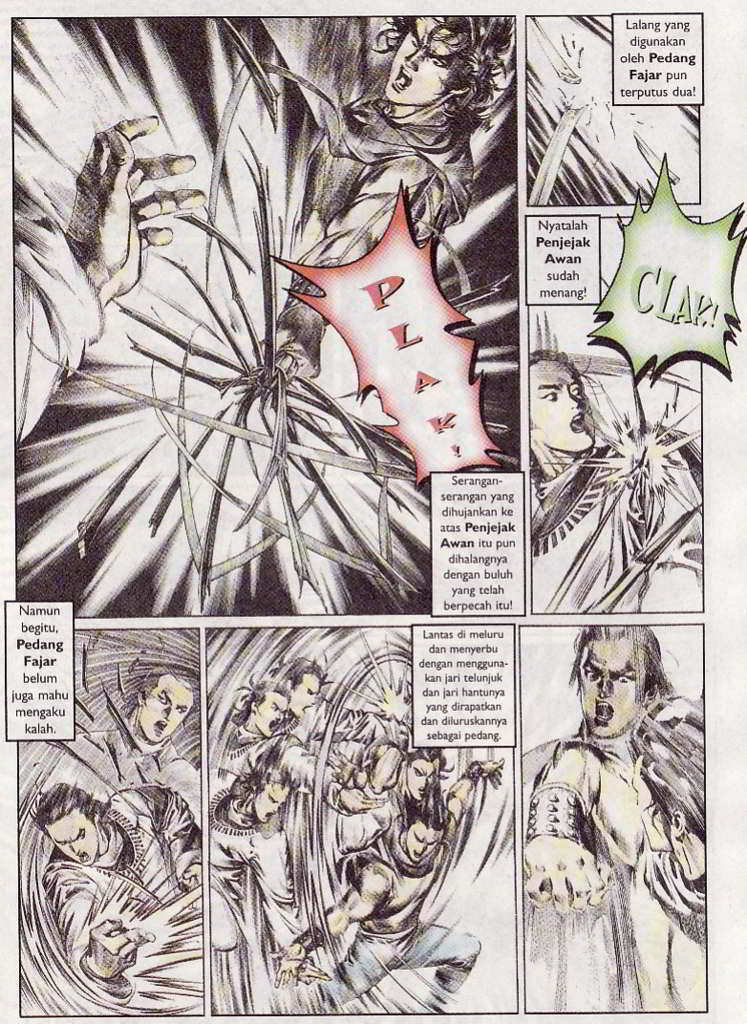 Lalang yang
digunakan
oleh Pedang
Fajar pun
terputus dua!
PLAK!
Nyatalah
Penjejak
Awan
sudah
menang!
CLAK!
Serangan-
serangan yang
dihujankan ke
atas Penjejak
Awan itu pun
dihalangnya
dengan buluh
yang telah
berpecah itu!
Namun
begitu,
Pedang
Fajar
belum
juga mahu
mengaku
kalah.
Lantas di meluru
dan menyerbu
dengan mengguna-
kan jari telunjuk
dan jari hantunya
yang dirapatkan
dan diluruskannya
sebagai pedang.